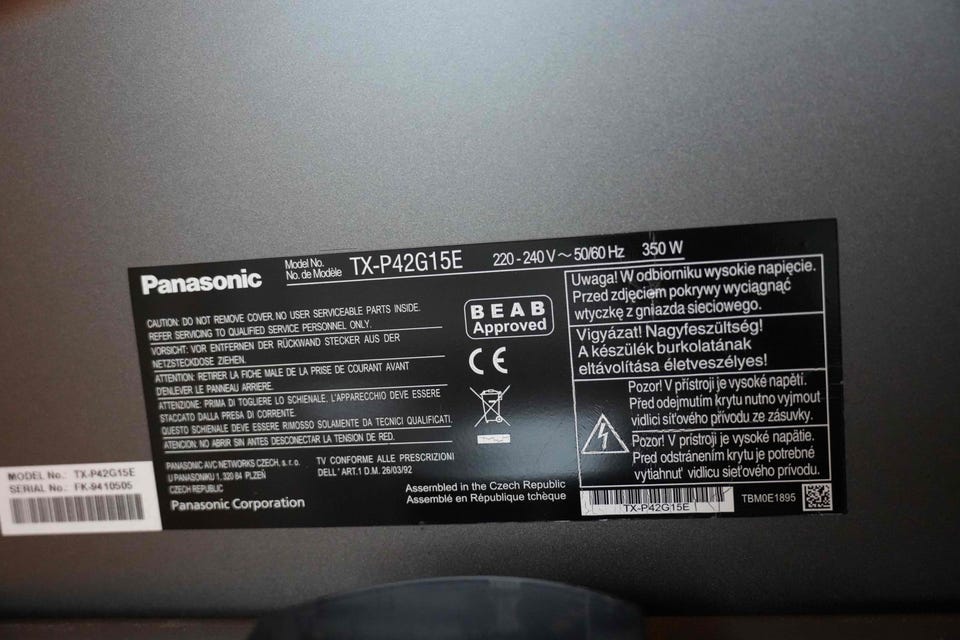 Panasonic
Model No.
No. de Modèle
TX-P42G15E
220 - 240 V ~ 50/60 Hz 350 W
CAUTION: DO NOT REMOVE COVER. NO USER SERVICEABLE PARTS INSIDE.
REFER SERVICING TO QUALIFIED SERVICE PERSONNEL ONLY.
VORSICHT: VOR ENTFERNEN DER RÜCKWAND STECKER AUS DER
NETZSTECKDOSE ZIEHEN.
ATTENTION: RETIRER LA FICHE MALE DE LA PRISE DE COURANT AVANT
D'ENLEVER LE PANNEAU ARRIERE.
ATTENZIONE: PRIMA DI TOGLIERE LO SCHIENALE. L'APPARECCHIO DEVE ESSERE
STACCATO DALLA PRESA DI CORRENTE.
QUESTO SCHIENALE DEVE ESSERE RIMOSSO SOLAMENTE DA TECNICI QUALIFICATI.
ATENCION: NO ABRIR SIN ANTES DESCONECTAR LA TENSION DE RED.
PANASONIC AVC NETWORKS CZECH, s. r. o.
U PANASONIKU 1, 320 84 PLZEŇ
CZECH REPUBLIC
TV CONFORME ALLE PRESCRIZIONI
DELL' ART.1 D.M. 26/03/92
Panasonic Corporation
BEAB
Approved
CE
Assembled in the Czech Republic
Assemblé en République tchèque
Uwaga! W odbiorniku wysokie napięcie.
Przed zdjęciem pokrywy wyciągnąć
wtyczkę z gniazda sieciowego.
Vigyázat! Nagyfeszültség!
A készülék burkolatának
eltávolítása életveszélyes!
Pozor! V přístroji je vysoké napětí.
Před odejmutím krytu nutno vyjmout
vidlici síťového přívodu ze zásuvky.
Pozor! V prístroji je vysoké napätie.
Pred odstránením krytu je potrebné
vytiahnuť vidlicu sieťového prívodu.
TX-P42G15E
TBM0E1895
MODEL No. TX-P42G15E
SERIAL No. FK-9410505